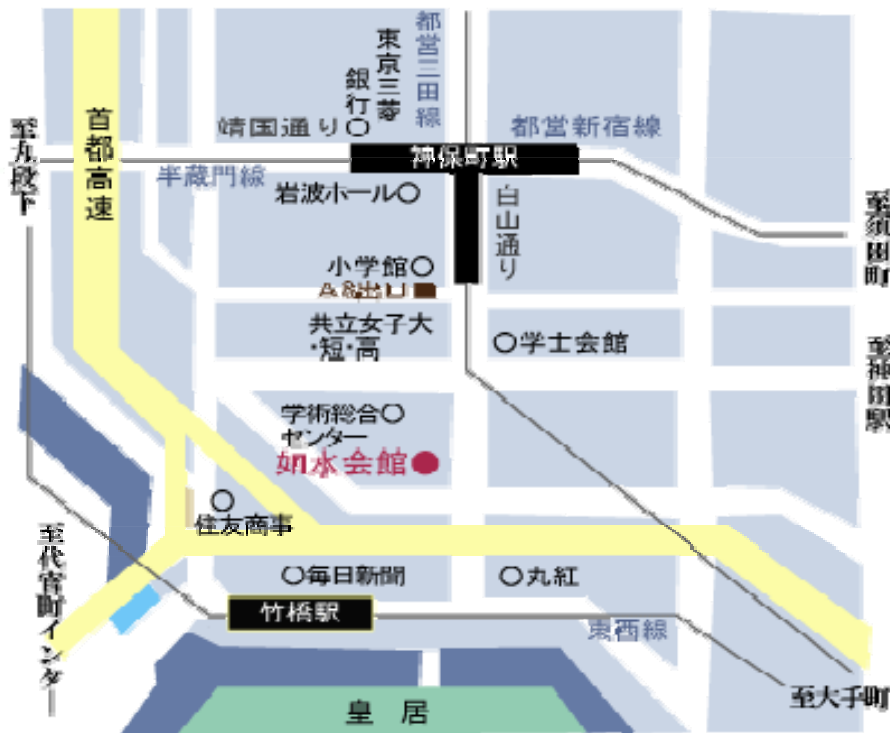 都営三田線
東京三菱
銀行
首都高速
靖国通り
都営新宿線
至九段下
神保町駅
半蔵門線
岩波ホール
白山通り
至須田町
小学館
A8出口
共立女子大
・短・高
学士会館
至神田駅
学術総合
センター
如水会館
住友商事
至代官町インター
毎日新聞
丸紅
竹橋駅
東西線
至大手町
皇居